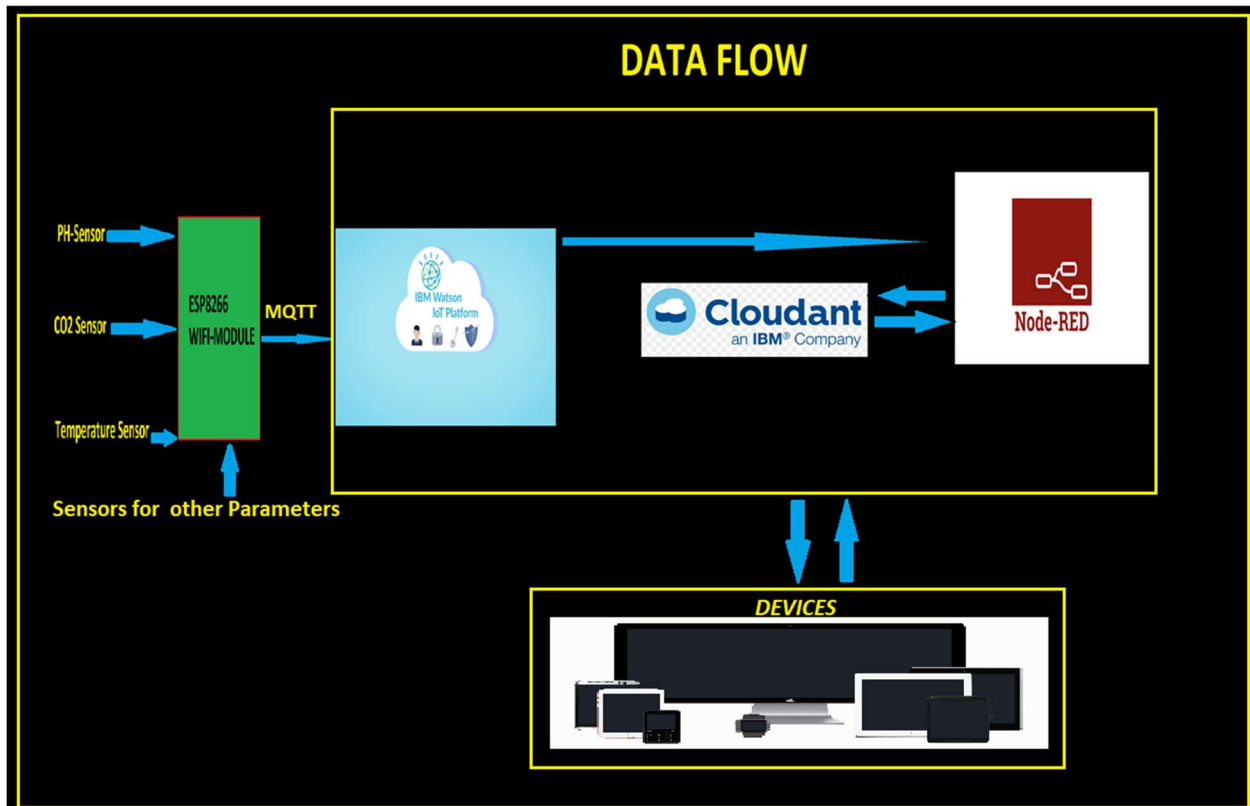 DATA FLOW
PH-Sensor
CO2 Sensor
Temperature Sensor
Sensors for other Parameters
ESP8266
WIFI-MODULE
MQTT
IBM Watson
IoT Platform
Cloudant
an IBM® Company
Node-RED
DEVICES